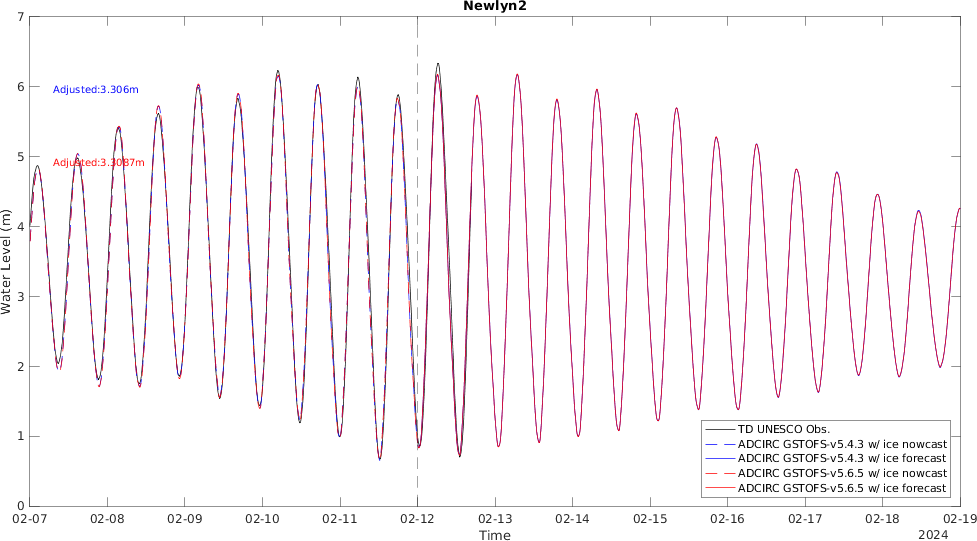 Newlyn2
7
6
5
4
3
2
1
0
Water Level (m)
Adjusted:3.306m
Adjusted:3.3087m
TD UNESCO Obs.
ADCIRC GSTOFS-v5.4.3 w/ ice nowcast
ADCIRC GSTOFS-v5.4.3 w/ ice forecast
ADCIRC GSTOFS-v5.6.5 w/ ice nowcast
ADCIRC GSTOFS-v5.6.5 w/ ice forecast
02-07 02-08 02-09 02-10 02-11 02-12 02-13 02-14 02-15 02-16 02-17 02-18 02-19
Time
2024